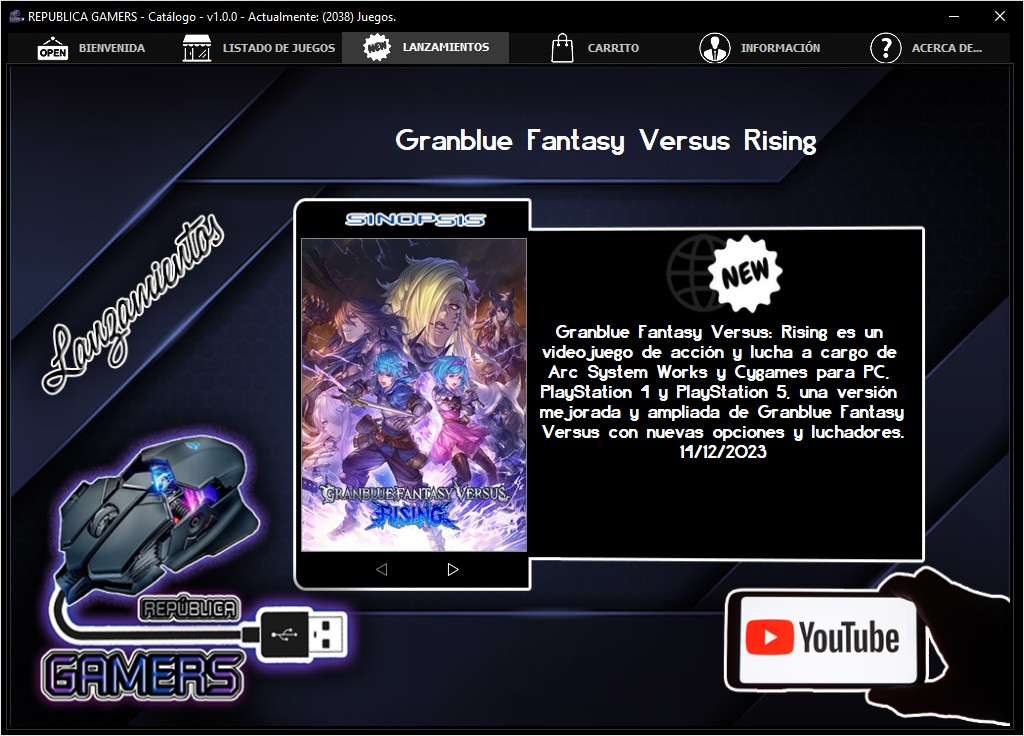 REPUBLICA GAMERS - Catálogo - v1.0.0 - Actualmente: (2038) Juegos.
OPEN BIENVENIDA LISTADO DE JUEGOS NEW LANZAMIENTOS CARRITO INFORMACIÓN ? ACERCA DE...
Granblue Fantasy Versus Rising
Lanzamientos
SINOPSIS
NEW
Granblue Fantasy Versus: Rising es un
videojuego de acción y lucha a cargo de
Arc System Works y Cygames para PC,
PlayStation 4 y PlayStation 5, una versión
mejorada y ampliada de Granblue Fantasy
Versus con nuevas opciones y luchadores.
14/12/2023
GRANBLUE FANTASY VERSUS
RISING
REPÚBLICA
GAMERS
YouTube